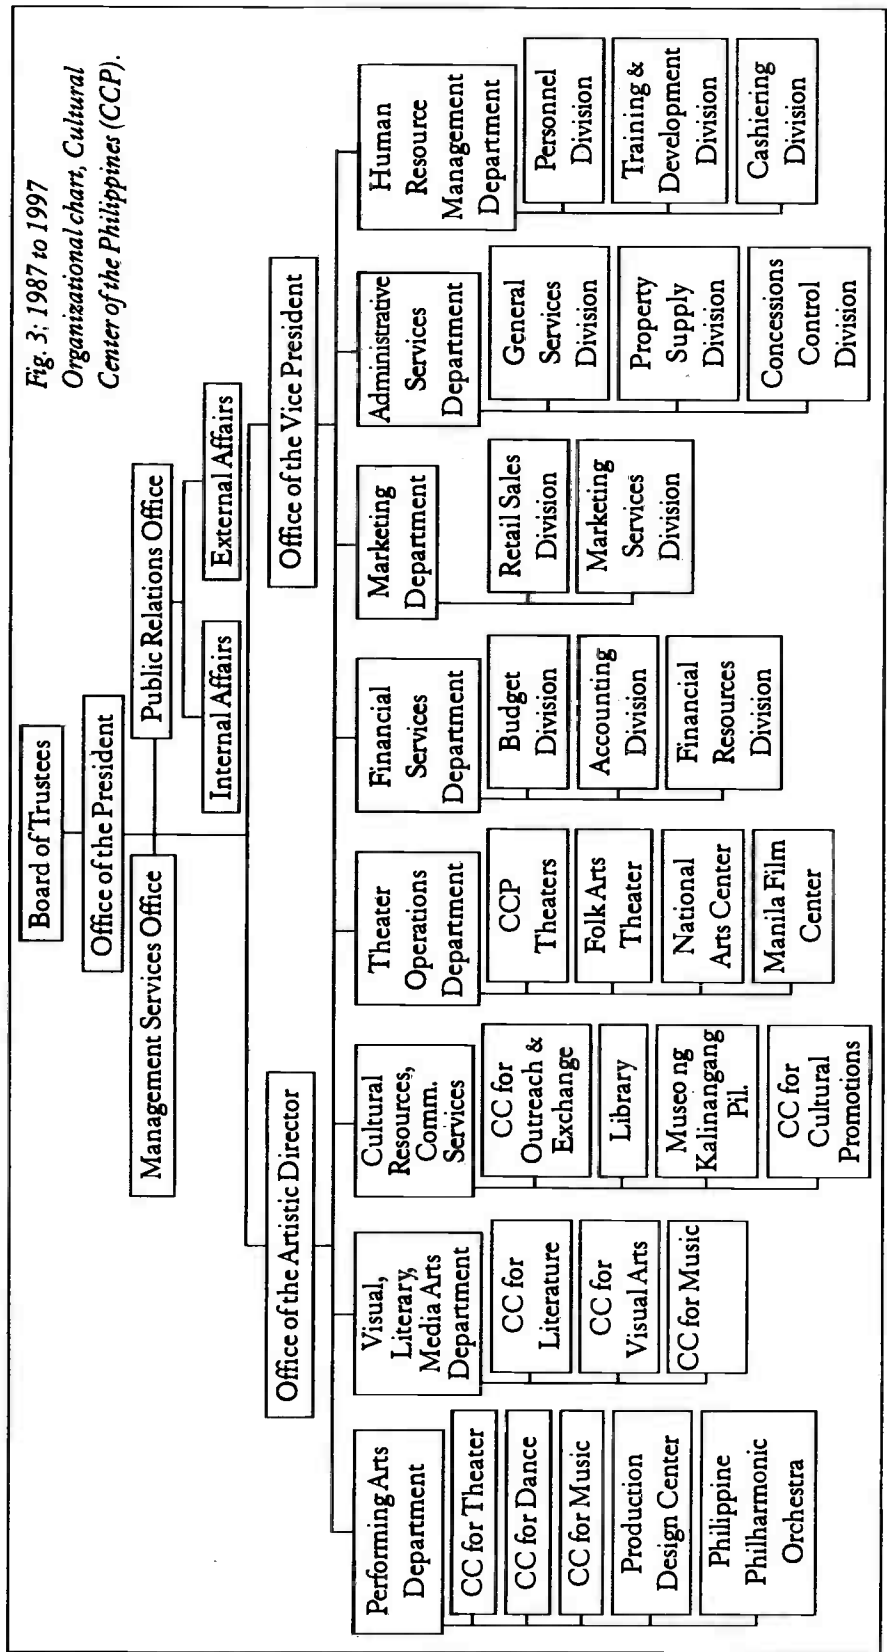 Fig. 3; 1987 to 1997
Organizational chart, Cultural
Center of the Philippines (CCP).
Board of Trustees
Office of the President
Management Services Office
Public Relations Office
Internal Affairs
External Affairs
Office of the Artistic Director
Office of the Vice President
Performing Arts
Department
CC for Theater
CC for Dance
CC for Music
Production
Design Center
Philippine
Philharmonic
Orchestra
Visual,
Literary,
Media Arts
Department
CC for
Literature
CC for
Visual Arts
CC for Music
Cultural
Resources,
Comm.
Services
CC for
Outreach &
Exchange
Library
Museo ng
Kalinangang
Pil.
CC for
Cultural
Promotions
Theater
Operations
Department
CCP
Theaters
Folk Arts
Theater
National
Arts Center
Manila Film
Center
Financial
Services
Department
Budget
Division
Accounting
Division
Financial
Resources
Division
Marketing
Department
Retail Sales
Division
Marketing
Services
Division
Administrative
Services
Department
General
Services
Division
Property
Supply
Division
Concessions
Control
Division
Human
Resource
Management
Department
Personnel
Division
Training &
Development
Division
Cashiering
Division